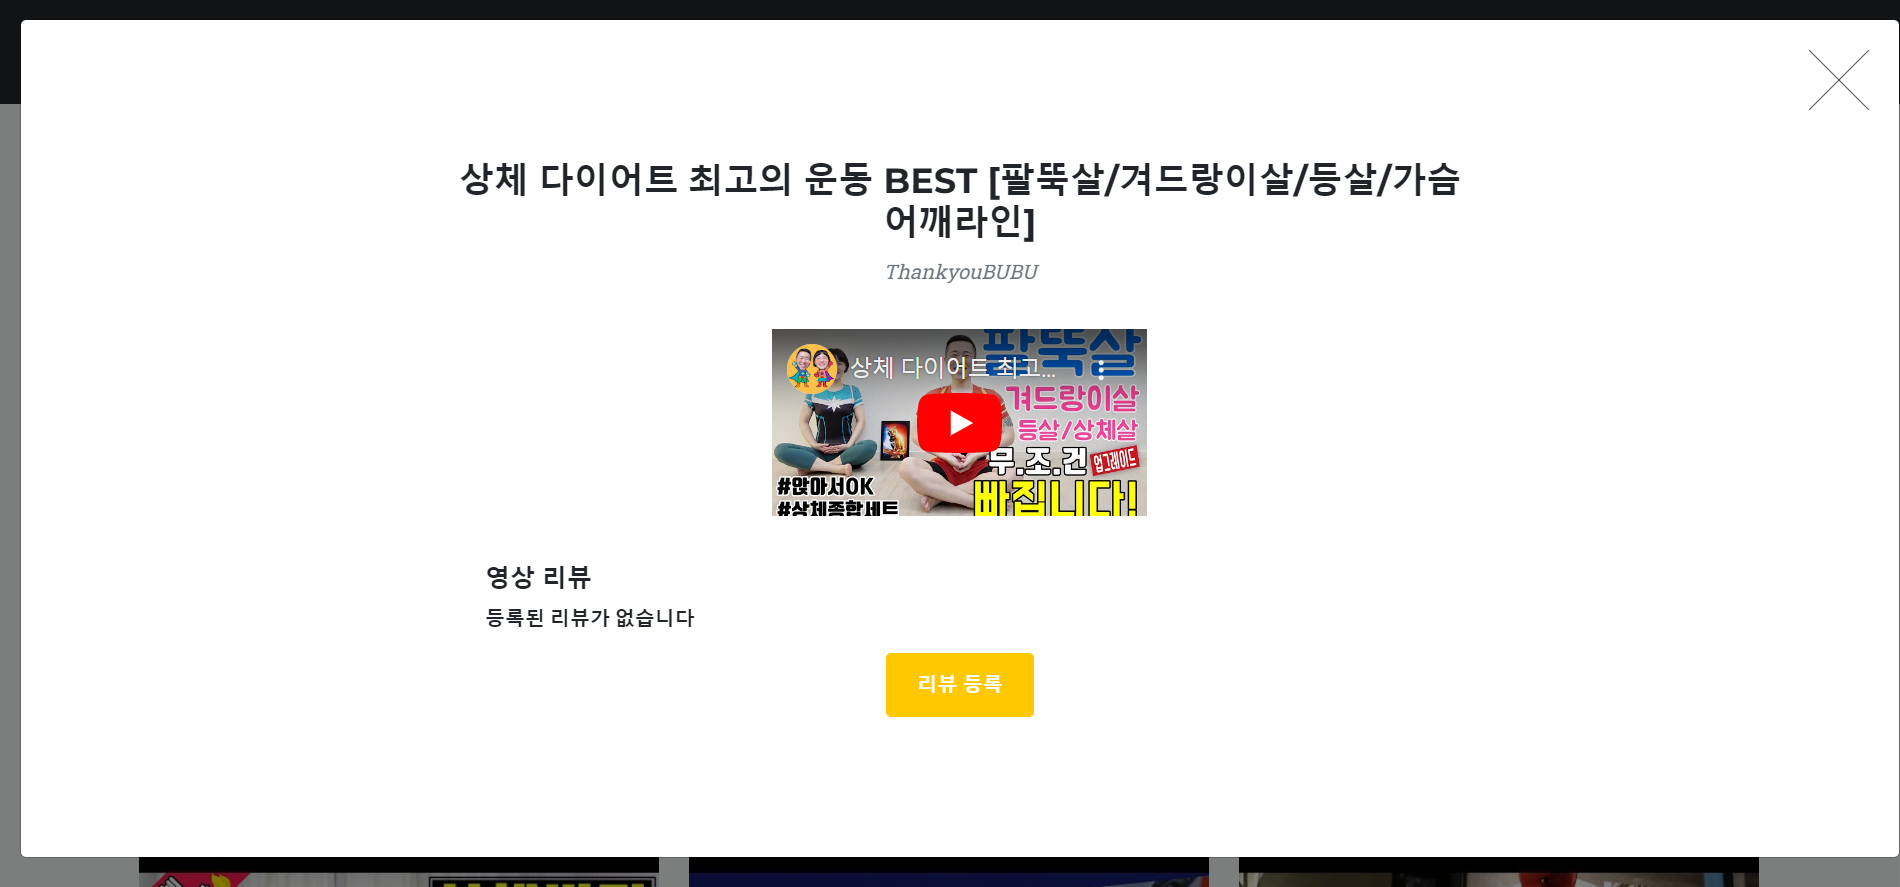 상체 다이어트 최고의 운동 BEST [팔뚝살/겨드랑이살/등살/가슴
어깨라인]
ThankyouBUBU
상체 다이어트 최고...
팔뚝살
겨드랑이살
등살/상체살
무.조.건 업그레이드
빠집니다!
#앉아서OK
#상체종합세트
영상 리뷰
등록된 리뷰가 없습니다
리뷰 등록